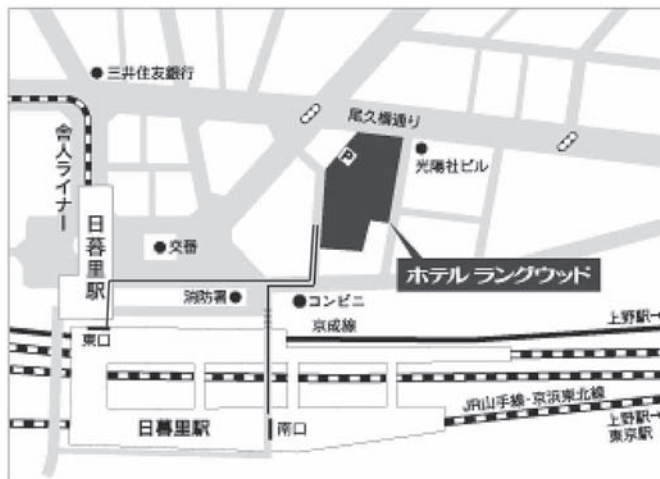 三井住友銀行
尾久橋通り
P
光陽社ビル
舎人ライナー
日暮里駅
交番
ホテル ラングウッド
消防署
コンビニ
東口
京成線
上野駅→
JR山手線・京浜東北線
日暮里駅
南口
上野駅→
東京駅